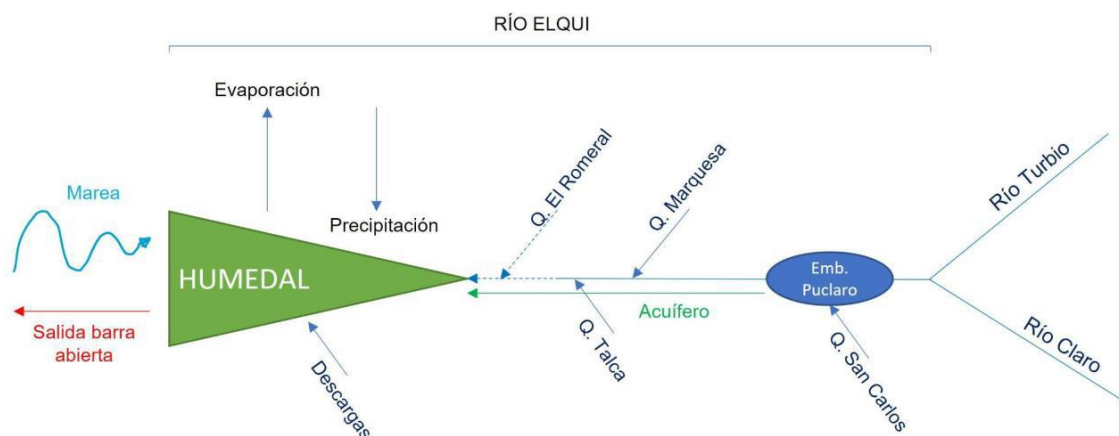 RÍO ELQUI
Evaporación
Marea
Precipitación
Q. El Romeral
Q. Marquesa
Río Turbio
HUMEDAL
Emb.
Puclaro
Acuífero
Salida barra
abierta
Descargas
Q. Talca
Q. San Carlos
Río Claro